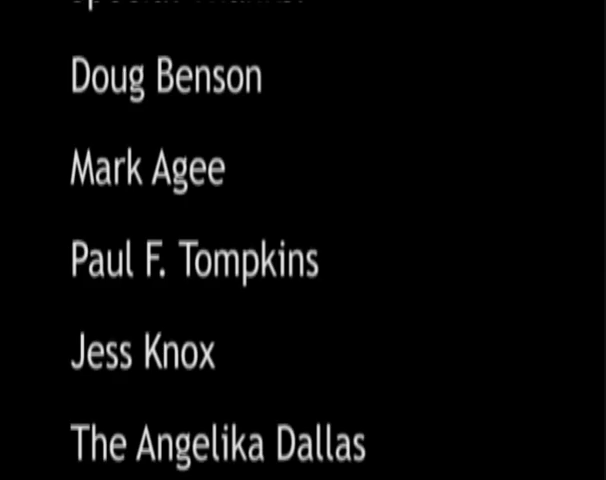 Doug Benson
Mark Agee
Paul F. Tompkins
Jess Knox
The Angelika Dallas